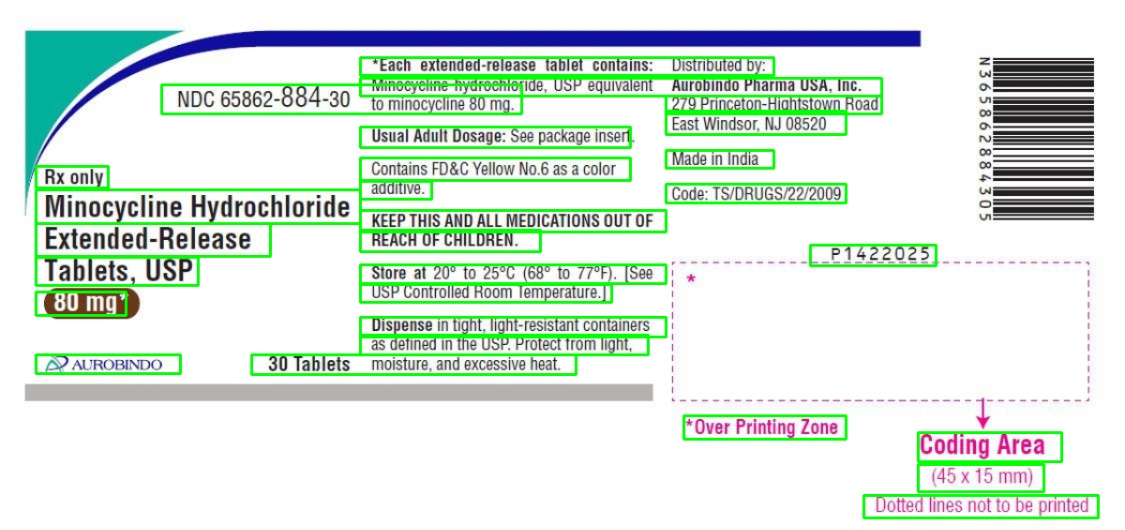 NDC 65862-884-30
Rx only
Minocycline Hydrochloride
Extended-Release
Tablets, USP
80 mg*
AUROBINDO
30 Tablets
*Each extended-release tablet contains:
Minocycline hydrochloride, USP equivalent
to minocycline 80 mg.
Usual Adult Dosage: See package insert.
Contains FD&C Yellow No.6 as a color
additive.
KEEP THIS AND ALL MEDICATIONS OUT OF
REACH OF CHILDREN.
Store at 20° to 25°C (68° to 77°F). [See
USP Controlled Room Temperature.]
Dispense in tight, light-resistant containers
as defined in the USP. Protect from light,
moisture, and excessive heat.
Distributed by:
Aurobindo Pharma USA, Inc.
279 Princeton-Hightstown Road
East Windsor, NJ 08520
Made in India
Code: TS/DRUGS/22/2009
N365862884305
P1422025
*
*Over Printing Zone
Coding Area
(45 x 15 mm)
Dotted lines not to be printed